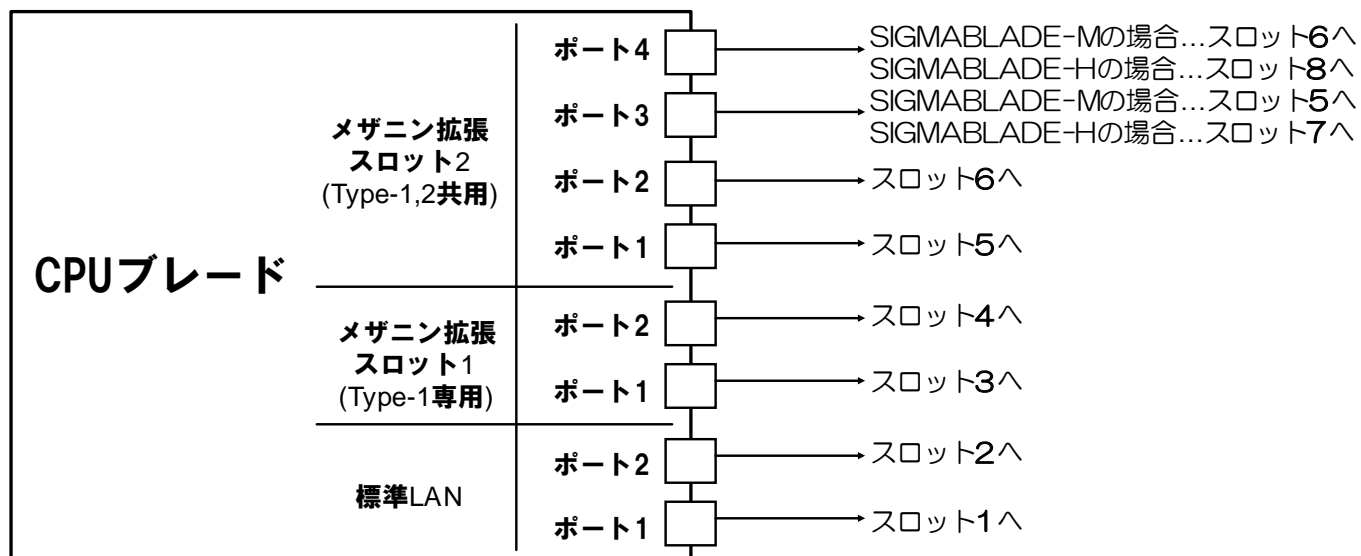 CPUブレード
メザニン拡張
スロット2
(Type-1,2共用)
ポート4
SIGMABLADE-Mの場合…スロット6へ
SIGMABLADE-Hの場合…スロット8へ
ポート3
SIGMABLADE-Mの場合…スロット5へ
SIGMABLADE-Hの場合…スロット7へ
ポート2
スロット6へ
ポート1
スロット5へ
メザニン拡張
スロット1
(Type-1専用)
ポート2
スロット4へ
ポート1
スロット3へ
標準LAN
ポート2
スロット2へ
ポート1
スロット1へ